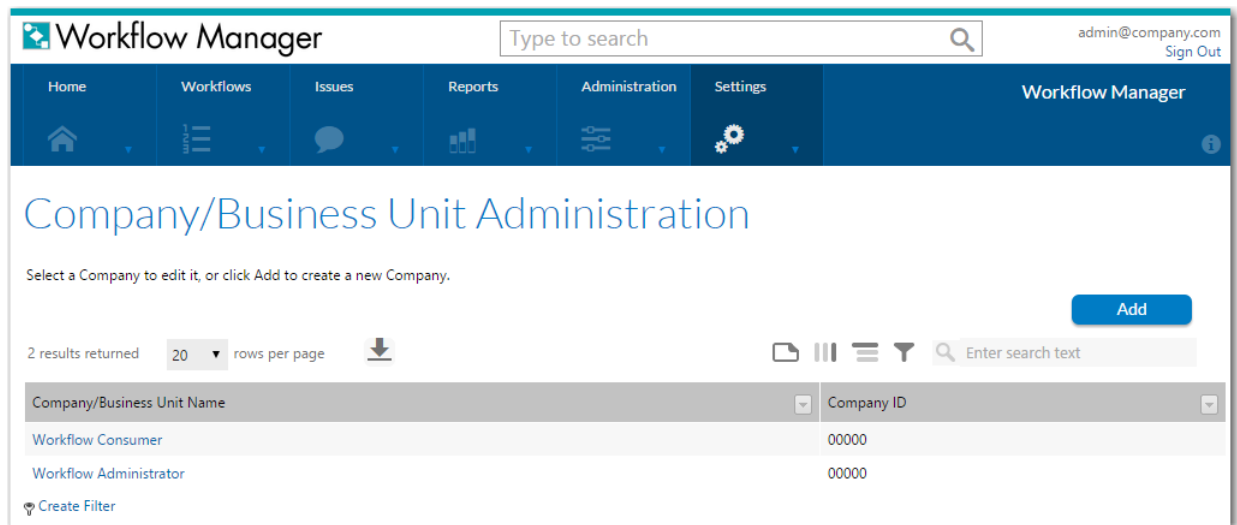 Workflow Manager
Type to search
admin@company.com
Sign Out
Home Workflows Issues Reports Administration Settings
Workflow Manager
Company/Business Unit Administration
Select a Company to edit it, or click Add to create a new Company.
Add
2 results returned 20 rows per page Enter search text
Company/Business Unit Name Company ID
Workflow Consumer 00000
Workflow Administrator 00000
Create Filter